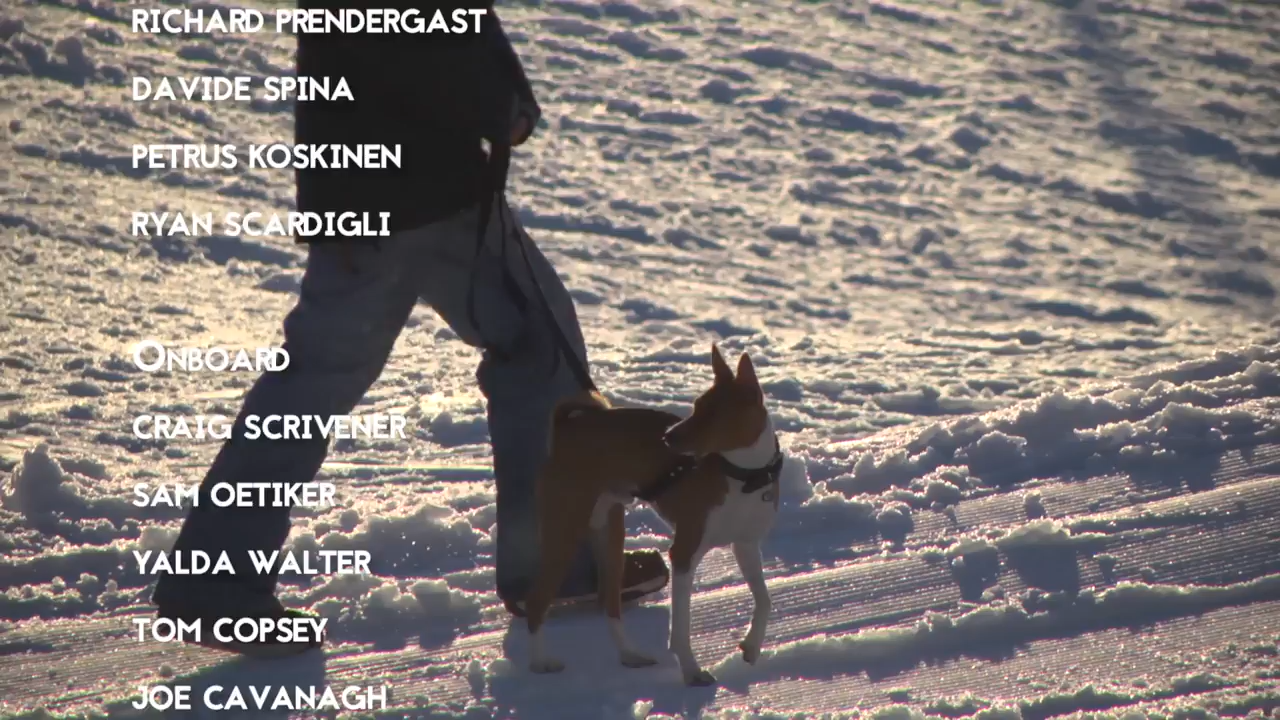 RICHARD PRENDERGAST
DAVIDE SPINA
PETRUS KOSKINEN
RYAN SCARDIGLI
ONBOARD
CRAIG SCRIVENER
SAM OETIKER
YALDA WALTER
TOM COPSEY
JOE CAVANAGH